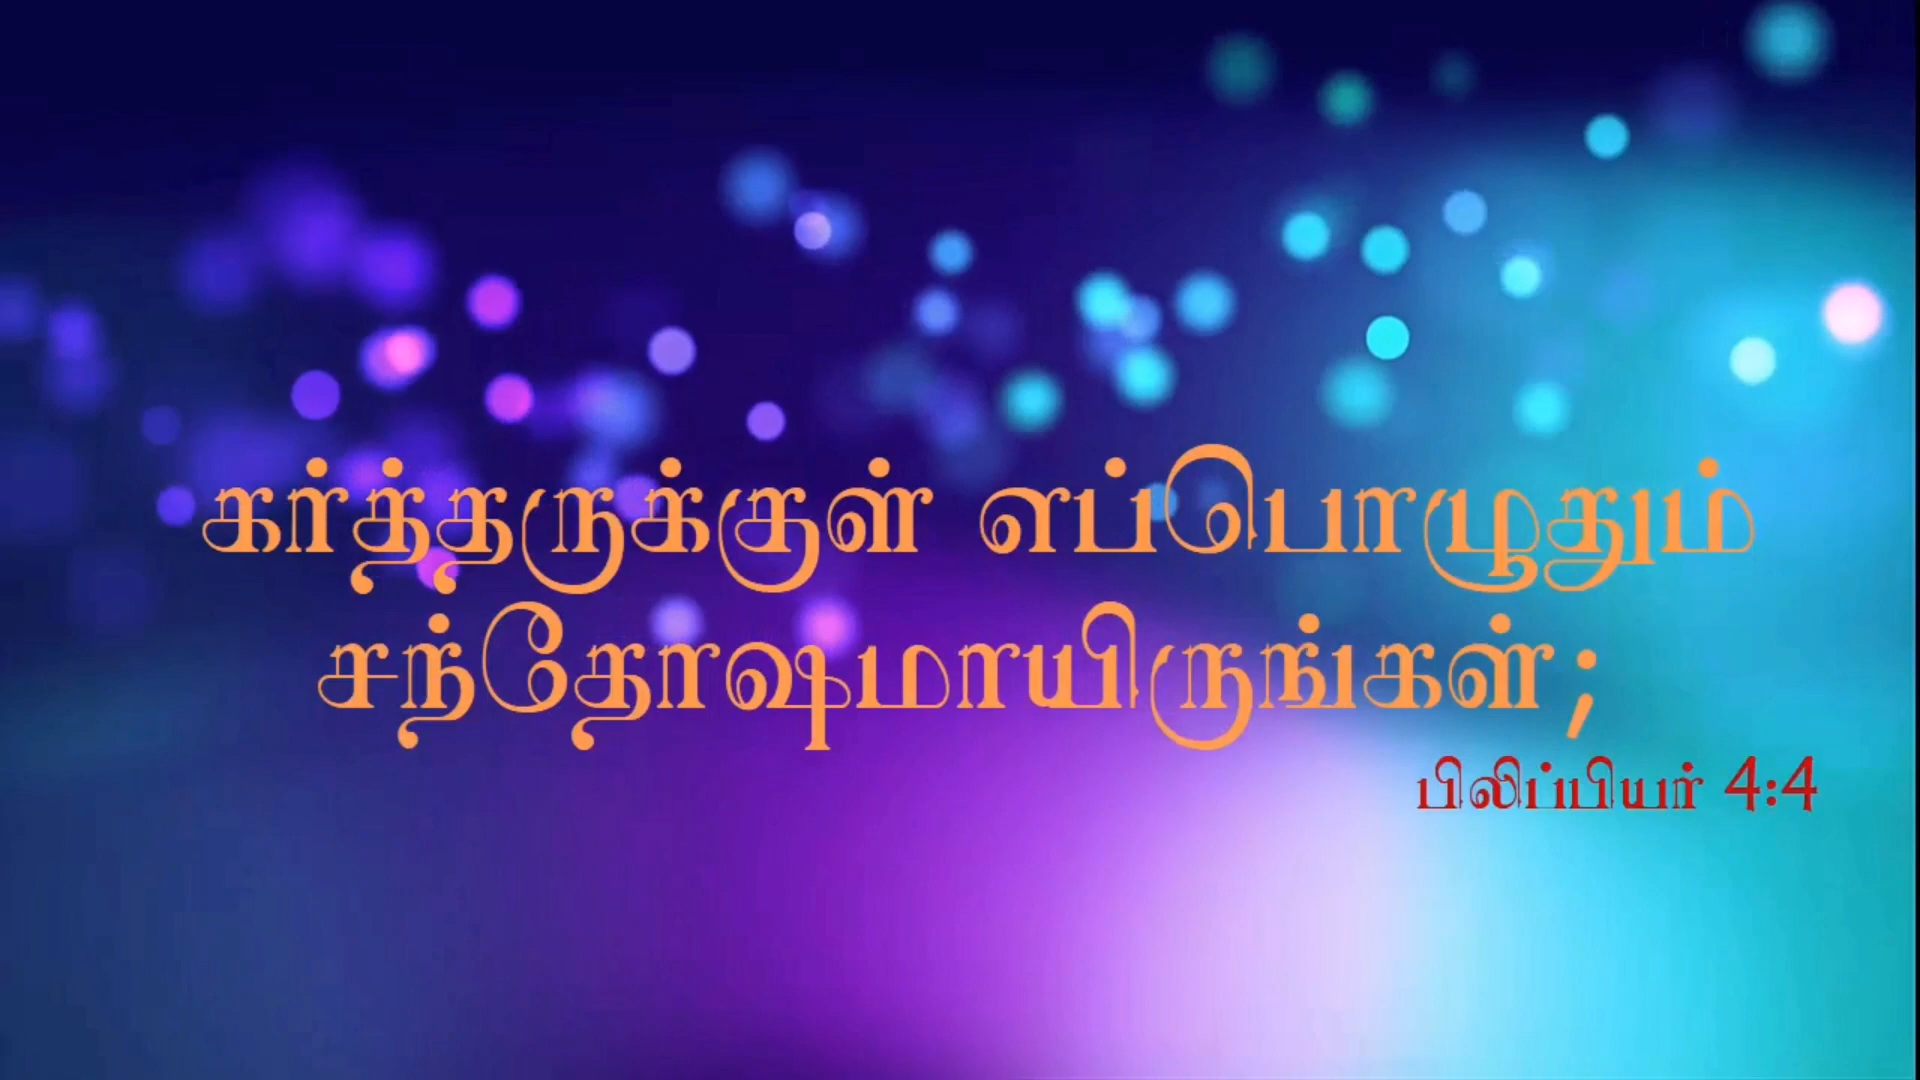 கர்த்தருக்குள் எப்பொழுதும்
சந்தோஷமாயிருங்கள்;
பிலிப்பியர் 4:4